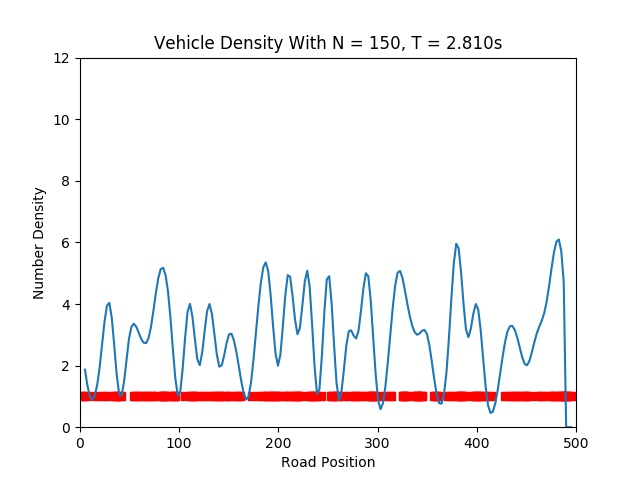 Vehicle Density With N = 150, T = 2.810s
12
10
8
6
4
2
0
Number Density
0 100 200 300 400 500
Road Position